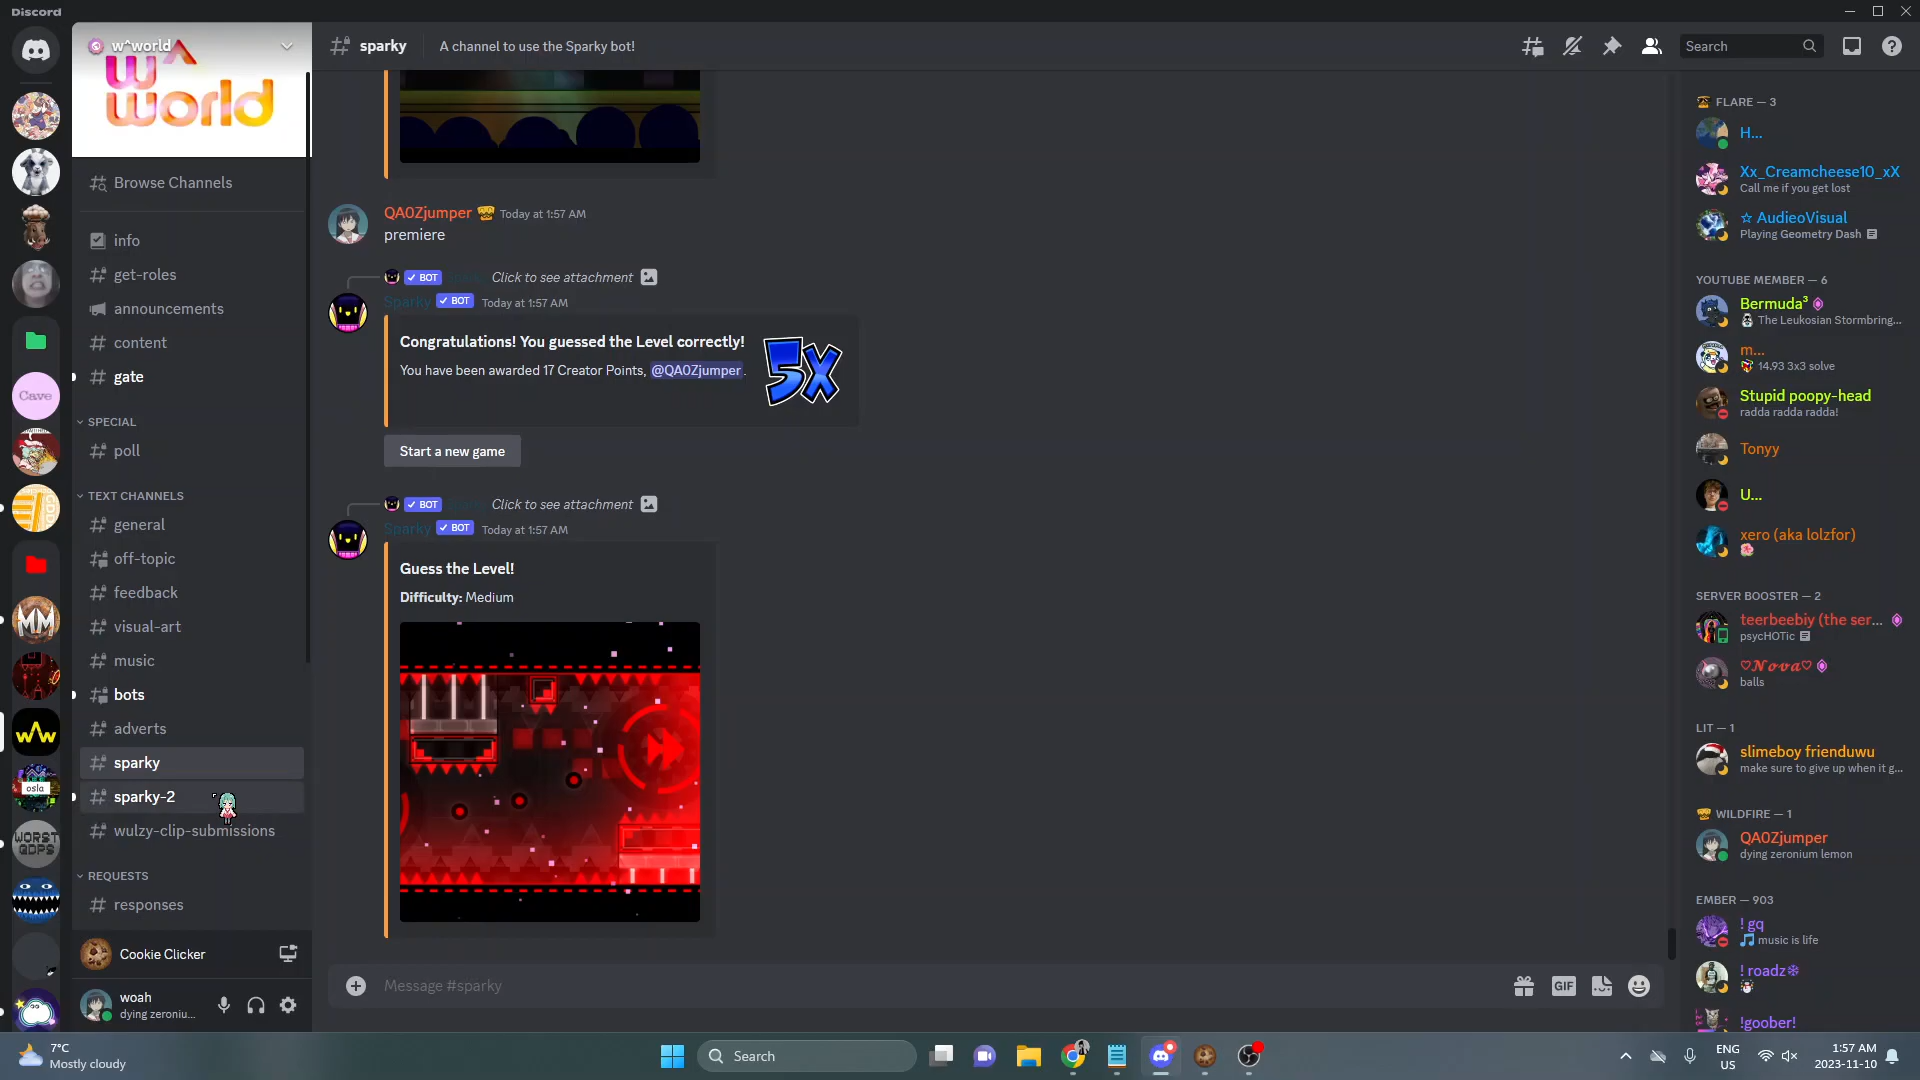 Discord
w^world
w^
world
sparky
A channel to use the Sparky bot!
Search
Browse Channels
info
get-roles
announcements
content
gate
SPECIAL
poll
TEXT CHANNELS
general
off-topic
feedback
visual-art
music
bots
adverts
sparky
sparky-2
wulzy-clip-submissions
REQUESTS
responses
Cave
osla
WORST
GDPS
Cookie Clicker
woah
dying zeroniu...
QA0Zjumper Today at 1:57 AM
premiere
BOT Click to see attachment
Sparky BOT Today at 1:57 AM
Congratulations! You guessed the Level correctly!
You have been awarded 17 Creator Points, @QA0Zjumper.
5X
Start a new game
BOT Click to see attachment
Sparky BOT Today at 1:57 AM
Guess the Level!
Difficulty: Medium
Message #sparky
GIF
FLARE — 3
H...
Xx_Creamcheese10_xX
Call me if you get lost
☆ AudieoVisual
Playing Geometry Dash
YOUTUBE MEMBER — 6
Bermuda³
The Leukosian Stormbring...
m...
14.93 3x3 solve
Stupid poopy-head
radda radda radda!
Tonyy
U...
xero (aka lolzfor)
SERVER BOOSTER — 2
teerbeebiy (the ser...
psycHOTic
♡𝓝𝓸𝓿𝓪♡
balls
LIT — 1
slimeboy frienduwu
make sure to give up when it g...
WILDFIRE — 1
QA0Zjumper
dying zeronium lemon
EMBER — 903
! gq
music is life
! roadz❄
!goober!
7°C
Mostly cloudy
Search
ENG
US
1:57 AM
2023-11-10